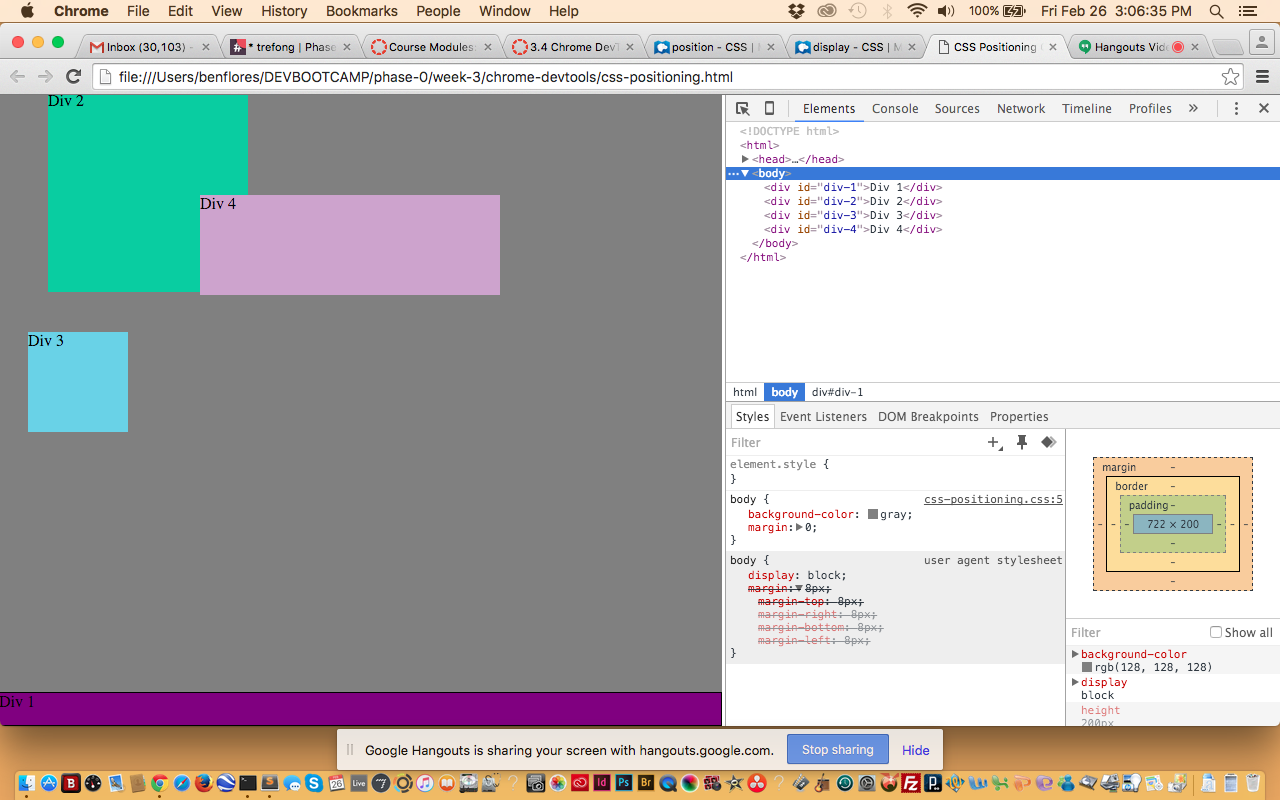 Chrome File Edit View History Bookmarks People Window Help 100% Fri Feb 26 3:06:35 PM
Inbox (30,103) - × * trefong | Phase × Course Modules: × 3.4 Chrome DevT × position - CSS | M × display - CSS | M × CSS Positioning × Hangouts Vide ×
file:///Users/benflores/DEVBOOTCAMP/phase-0/week-3/chrome-devtools/css-positioning.html
Div 2
Div 4
Div 3
Div 1
Elements Console Sources Network Timeline Profiles » ×
<!DOCTYPE html>
<html>
<head>…</head>
<body>
<div id="div-1">Div 1</div>
<div id="div-2">Div 2</div>
<div id="div-3">Div 3</div>
<div id="div-4">Div 4</div>
</body>
</html>
html body div#div-1
Styles Event Listeners DOM Breakpoints Properties
Filter
element.style {
}
body { css-positioning.css:5
background-color: gray;
margin: 0;
}
body { user agent stylesheet
display: block;
margin: 8px;
margin-top: 8px;
margin-right: 8px;
margin-bottom: 8px;
margin-left: 8px;
}
margin -
border -
padding -
- - - 722 × 200 - - -
-
-
-
Filter Show all
background-color
rgb(128, 128, 128)
display
block
height
200px
Google Hangouts is sharing your screen with hangouts.google.com. Stop sharing Hide